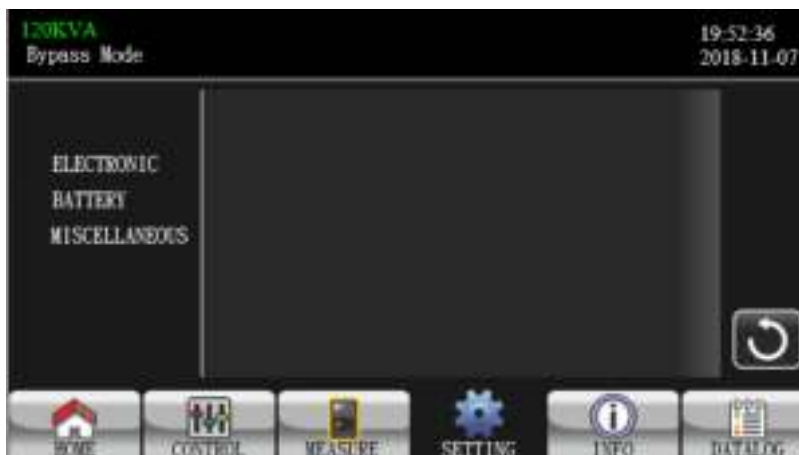 120KVA
Bypass Mode
19:52:36
2018-11-07
ELECTRONIC
BATTERY
MISCELLANEOUS
HOME
CONTROL
MEASURE
SETTING
INFO
DATALOG